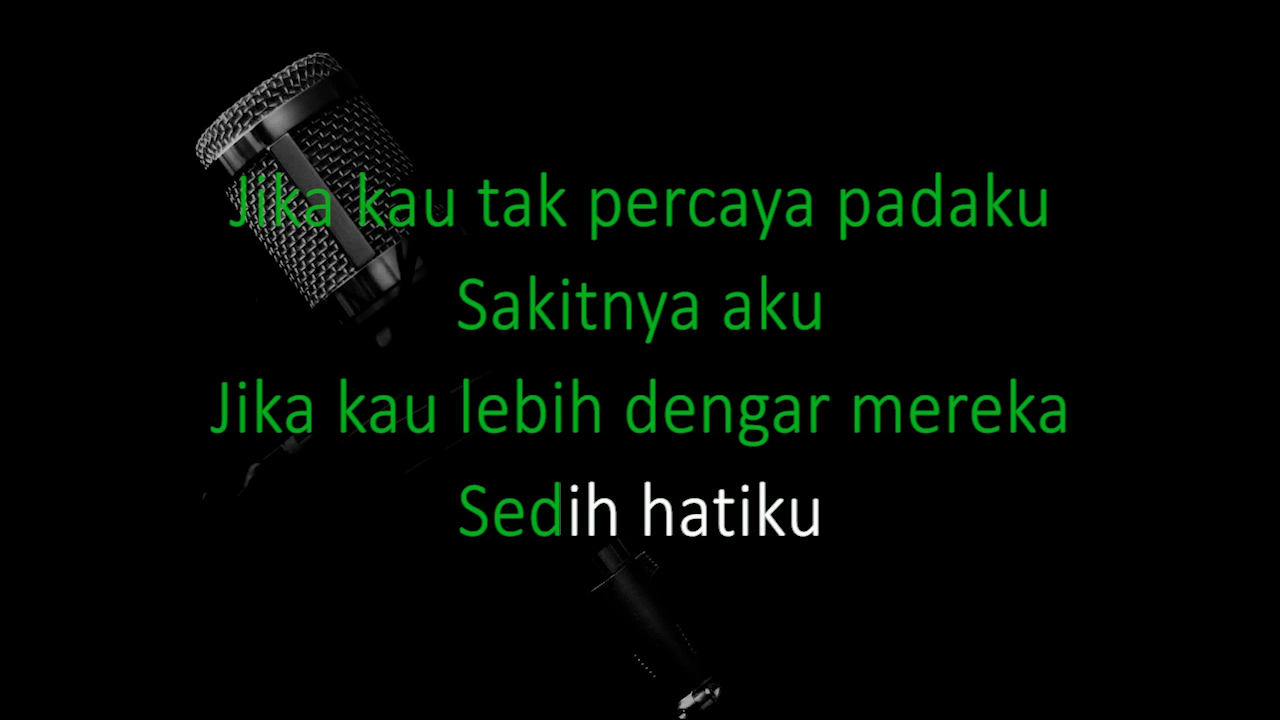 Jika kau tak percaya padaku
Sakitnya aku
Jika kau lebih dengar mereka
Sedih hatiku